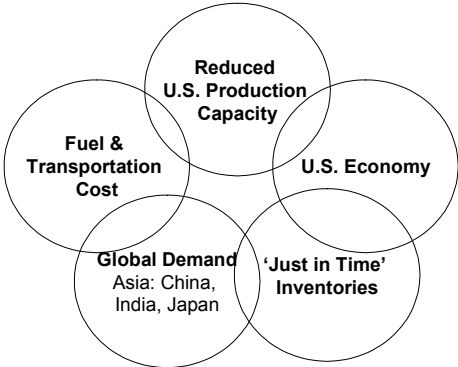 Reduced
U.S. Production
Capacity
Fuel &
Transportation
Cost
U.S. Economy
Global Demand
Asia: China,
India, Japan
‘Just in Time’
Inventories